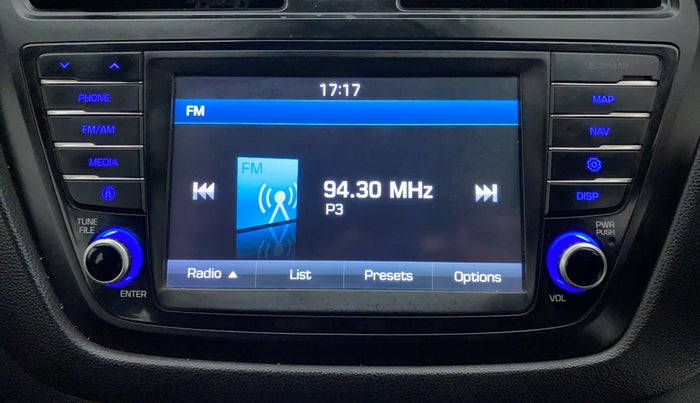 17:17
FM
PHONE
MAP
FM/AM
NAV
MEDIA
FM
94.30 MHz
P3
DISP
TUNE
FILE
PWR
PUSH
Radio ▲
List
Presets
Options
ENTER
VOL